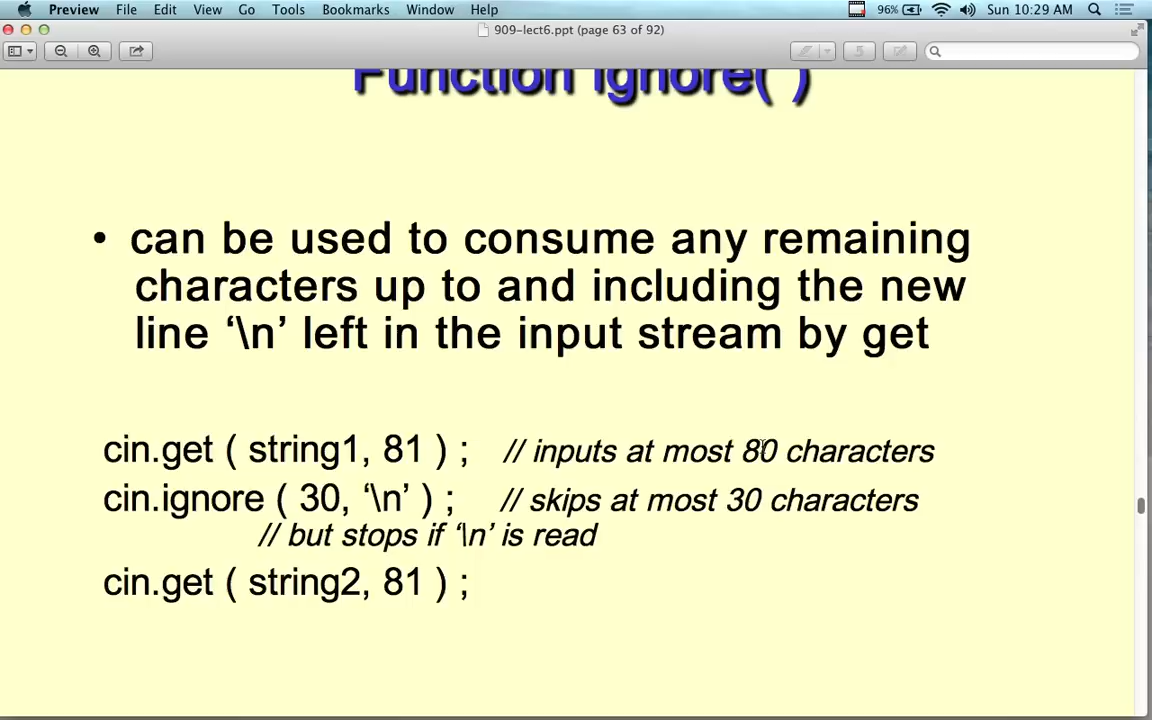 Preview File Edit View Go Tools Bookmarks Window Help 96% Sun 10:29 AM
909-lect6.ppt (page 63 of 92)
Function ignore( )
• can be used to consume any remaining
characters up to and including the new
line ‘\n’ left in the input stream by get
cin.get ( string1, 81 ) ; // inputs at most 80 characters
cin.ignore ( 30, ‘\n’ ) ; // skips at most 30 characters
// but stops if ‘\n’ is read
cin.get ( string2, 81 ) ;